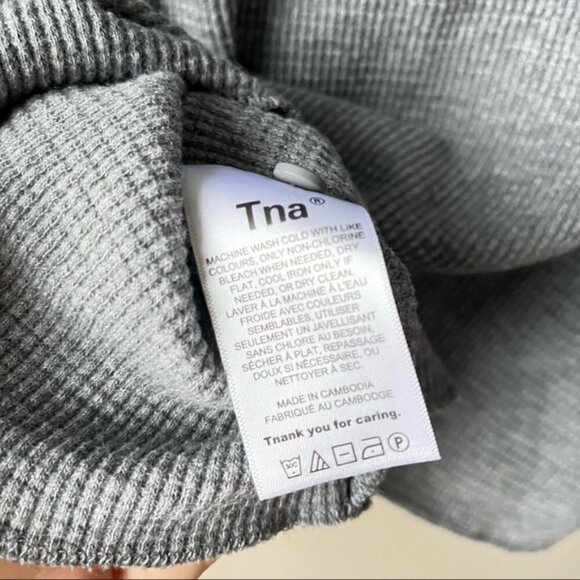 Tna®
MACHINE WASH COLD WITH LIKE
COLOURS, ONLY NON-CHLORINE
BLEACH WHEN NEEDED, DRY
FLAT, COOL IRON ONLY IF
NEEDED, OR DRY CLEAN.
LAVER À LA MACHINE À L'EAU
FROIDE AVEC COULEURS
SEMBLABLES, UTILISER
SEULEMENT UN JAVELLISANT
SANS CHLORE AU BESOIN,
SÉCHER À PLAT, REPASSAGE
DOUX SI NÉCESSAIRE, OU
NETTOYER À SEC.
MADE IN CAMBODIA
FABRIQUÉ AU CAMBODGE
Tnank you for caring.
30C P